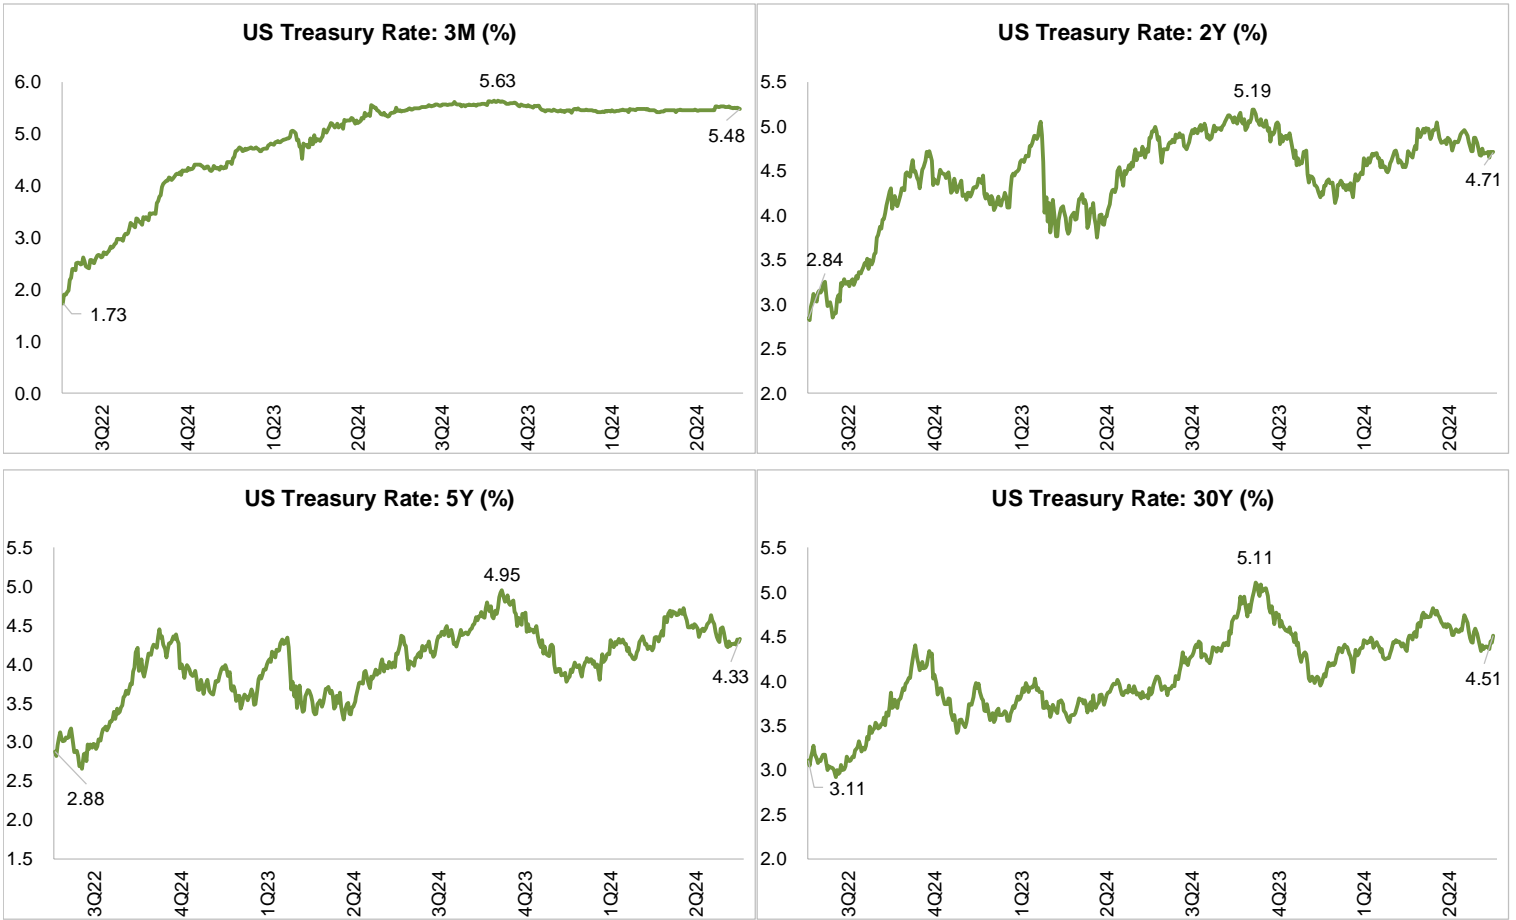 US Treasury Rate: 3M (%)
6.0
5.0
4.0
3.0
2.0
1.0
0.0
5.63
5.48
1.73
3Q22
4Q24
1Q23
2Q24
3Q24
4Q23
1Q24
2Q24
US Treasury Rate: 2Y (%)
5.5
5.0
4.5
4.0
3.5
3.0
2.5
2.0
5.19
4.71
2.84
3Q22
4Q24
1Q23
2Q24
3Q24
4Q23
1Q24
2Q24
US Treasury Rate: 5Y (%)
5.5
5.0
4.5
4.0
3.5
3.0
2.5
2.0
1.5
4.95
4.33
2.88
3Q22
4Q24
1Q23
2Q24
3Q24
4Q23
1Q24
2Q24
US Treasury Rate: 30Y (%)
5.5
5.0
4.5
4.0
3.5
3.0
2.5
2.0
5.11
4.51
3.11
3Q22
4Q24
1Q23
2Q24
3Q24
4Q23
1Q24
2Q24